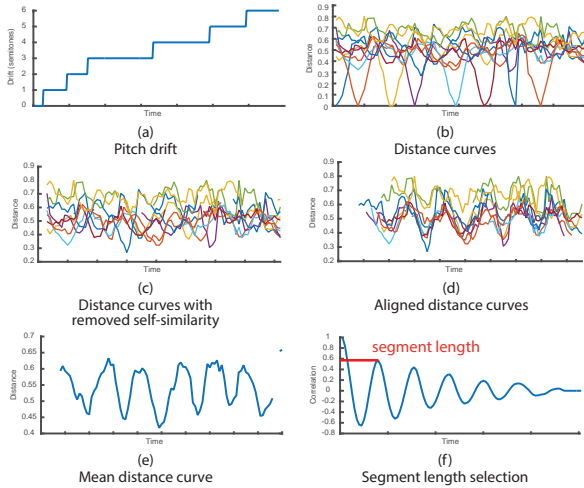 6
5
4
3
2
1
0
Drift (semitones)
Time
(a)
Pitch drift
0.8
0.7
0.6
0.5
0.4
0.3
0.2
0.1
0
Distance
Time
(b)
Distance curves
0.9
0.8
0.7
0.6
0.5
0.4
0.3
0.2
Distance
Time
(c)
Distance curves with
removed self-similarity
0.9
0.8
0.7
0.6
0.5
0.4
0.3
0.2
Distance
Time
(d)
Aligned distance curves
0.7
0.65
0.6
0.55
0.5
0.45
0.4
Distance
Time
(e)
Mean distance curve
1.0
0.8
0.6
0.4
0.2
0
-0.2
-0.4
-0.6
-0.8
Correlation
segment length
Time
(f)
Segment length selection